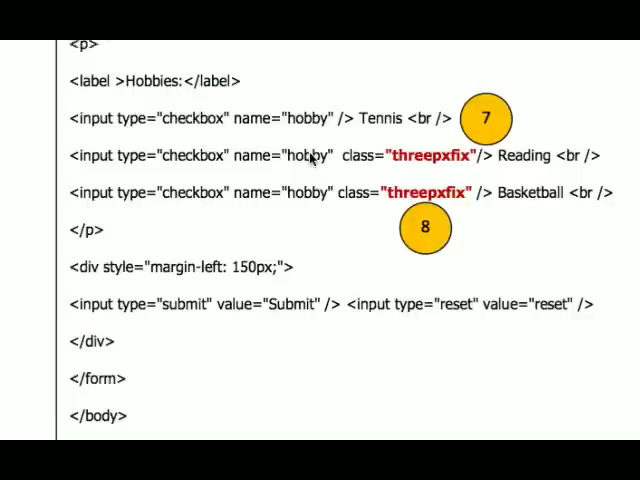 <p>
<label >Hobbies:</label>
<input type="checkbox" name="hobby" /> Tennis <br />
7
<input type="checkbox" name="hobby"  class="threepxfix"/> Reading <br />
<input type="checkbox" name="hobby" class="threepxfix" /> Basketball <br />
8
</p>
<div style="margin-left: 150px;">
<input type="submit" value="Submit" /> <input type="reset" value="reset" />
</div>
</form>
</body>